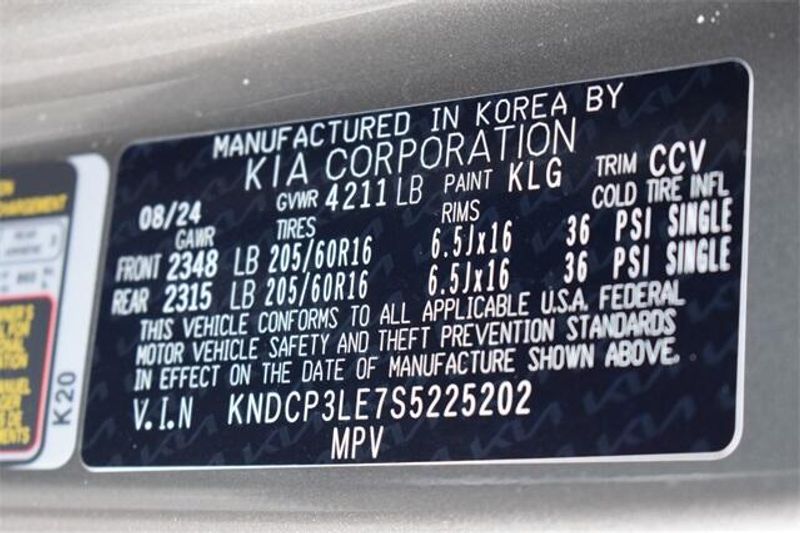 MANUFACTURED IN KOREA BY
KIA CORPORATION
08/24 GVWR 4211 LB PAINT KLG TRIM CCV
GAWR TIRES RIMS COLD TIRE INFL
FRONT 2348 LB 205/60R16 6.5Jx16 36 PSI SINGLE
REAR 2315 LB 205/60R16 6.5Jx16 36 PSI SINGLE
THIS VEHICLE CONFORMS TO ALL APPLICABLE U.S.A. FEDERAL
MOTOR VEHICLE SAFETY AND THEFT PREVENTION STANDARDS
IN EFFECT ON THE DATE OF MANUFACTURE SHOWN ABOVE.
V.I.N KNDCP3LE7S5225202
MPV
K20